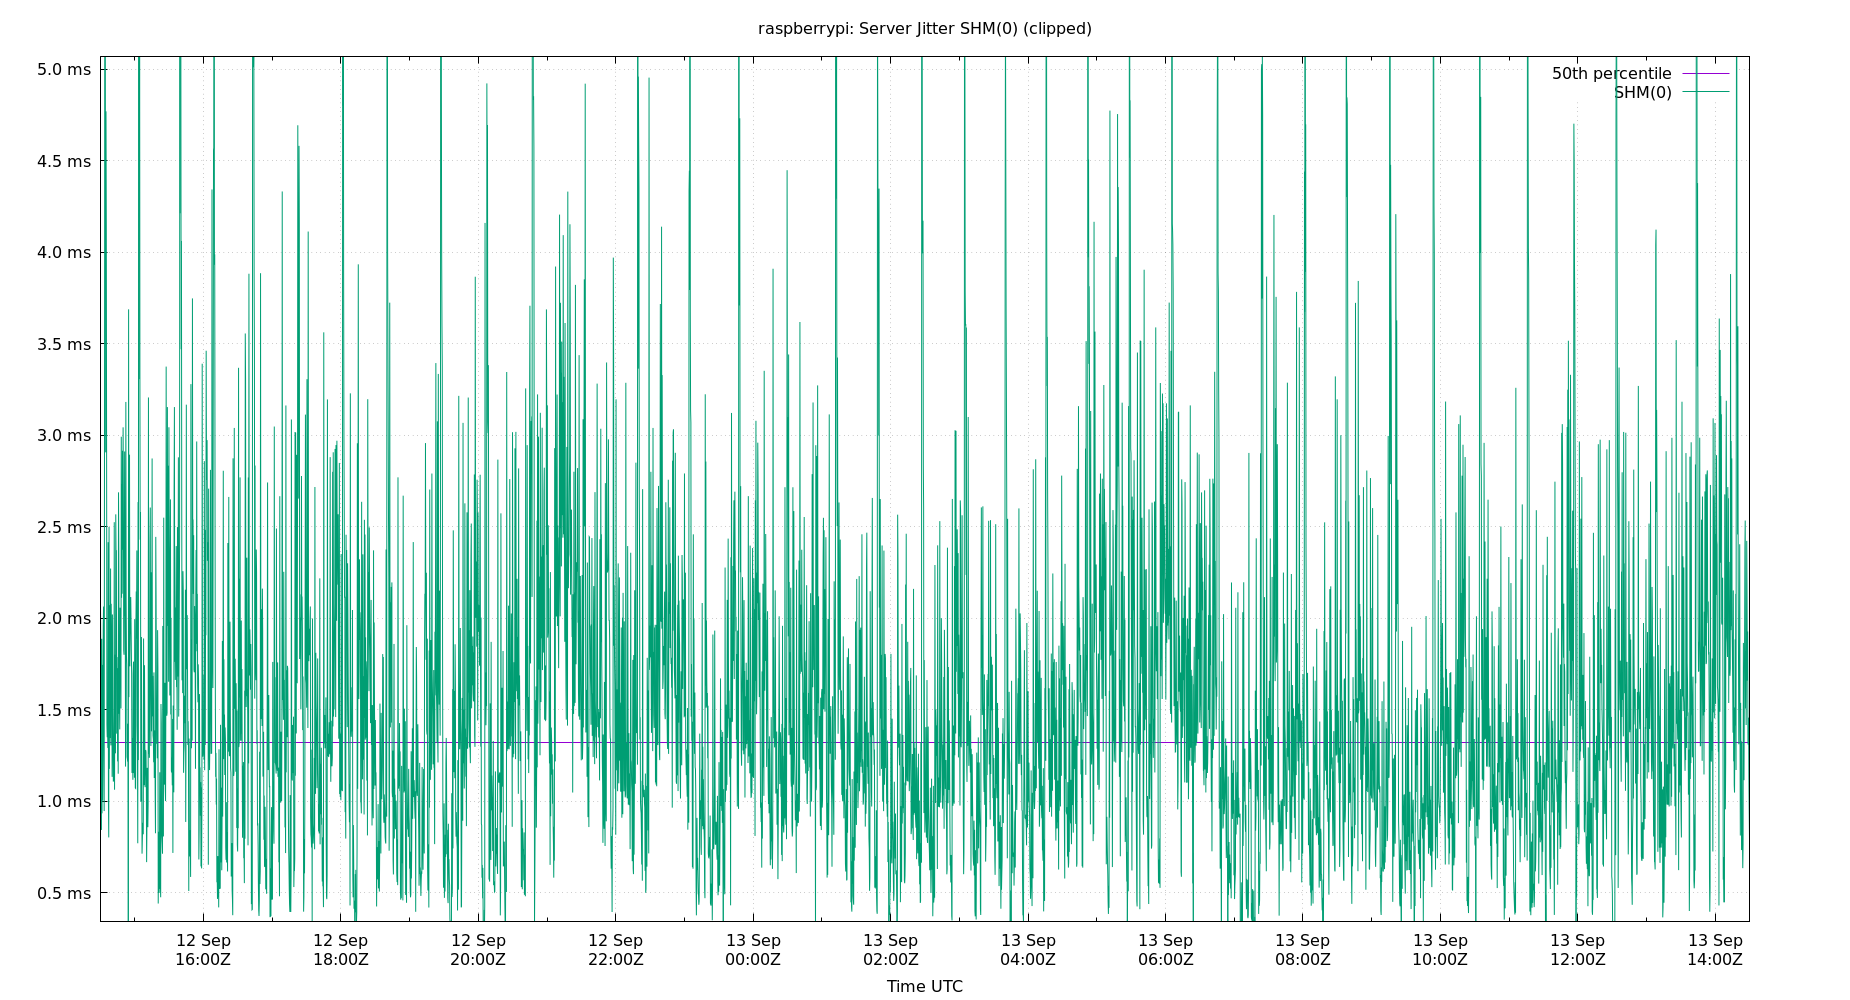 raspberrypi: Server Jitter SHM(0) (clipped)
5.0 ms
4.5 ms
4.0 ms
3.5 ms
3.0 ms
2.5 ms
2.0 ms
1.5 ms
1.0 ms
0.5 ms
50th percentile
SHM(0)
12 Sep 12 Sep 12 Sep 12 Sep 13 Sep 13 Sep 13 Sep 13 Sep 13 Sep 13 Sep 13 Sep 13 Sep
16:00Z 18:00Z 20:00Z 22:00Z 00:00Z 02:00Z 04:00Z 06:00Z 08:00Z 10:00Z 12:00Z 14:00Z
Time UTC